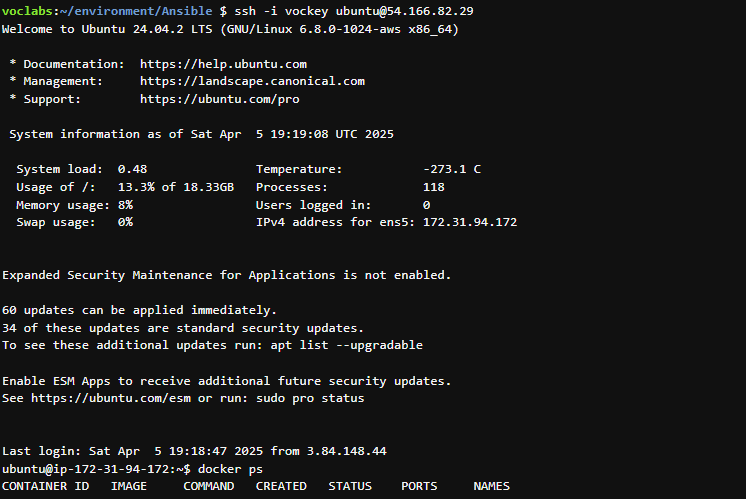 voclabs:~/environment/Ansible $ ssh -i vockey ubuntu@54.166.82.29
Welcome to Ubuntu 24.04.2 LTS (GNU/Linux 6.8.0-1024-aws x86_64)
* Documentation:  https://help.ubuntu.com
* Management:     https://landscape.canonical.com
* Support:        https://ubuntu.com/pro
System information as of Sat Apr  5 19:19:08 UTC 2025
System load:  0.48               Temperature:           -273.1 C
Usage of /:   13.3% of 18.33GB   Processes:             118
Memory usage: 8%                 Users logged in:       0
Swap usage:   0%                 IPv4 address for ens5: 172.31.94.172
Expanded Security Maintenance for Applications is not enabled.
60 updates can be applied immediately.
34 of these updates are standard security updates.
To see these additional updates run: apt list --upgradable
Enable ESM Apps to receive additional future security updates.
See https://ubuntu.com/esm or run: sudo pro status
Last login: Sat Apr  5 19:18:47 2025 from 3.84.148.44
ubuntu@ip-172-31-94-172:~$ docker ps
CONTAINER ID   IMAGE     COMMAND   CREATED   STATUS    PORTS     NAMES